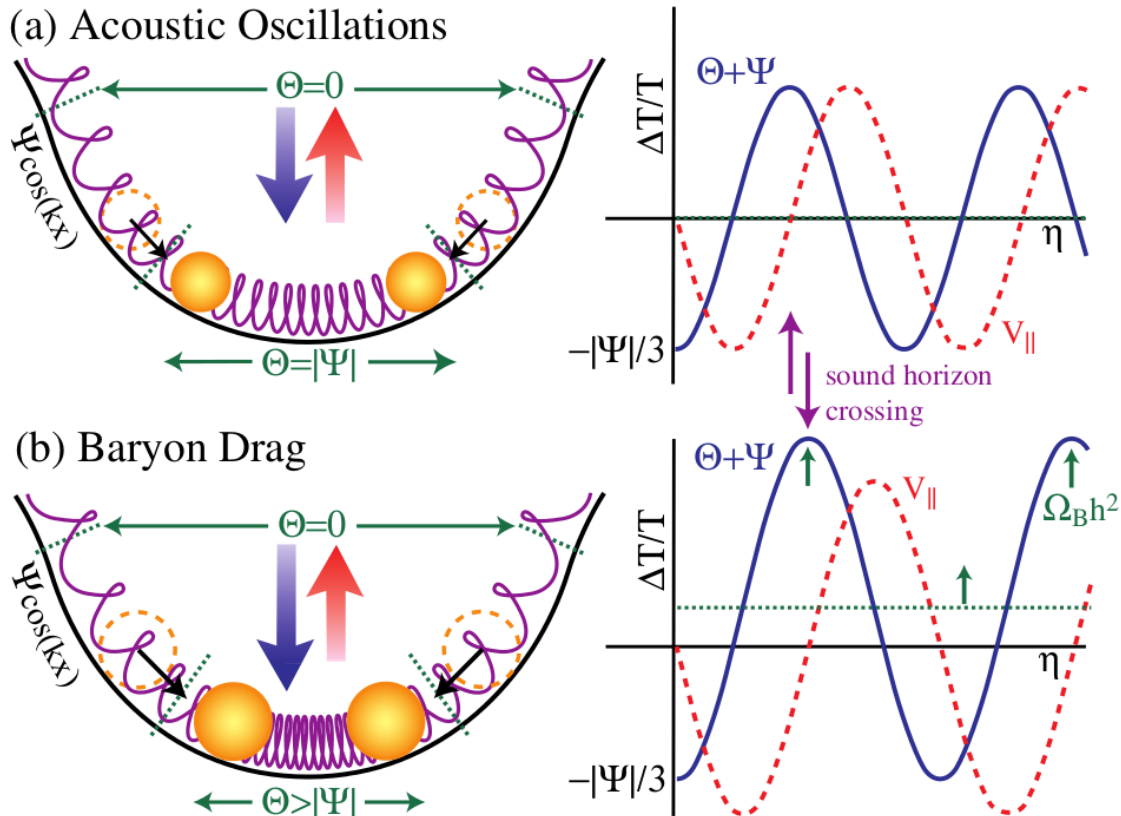 (a) Acoustic Oscillations
Θ=0
Ψcos(kx)
Θ=|Ψ|
Θ+Ψ
ΔT/T
η
−|Ψ|/3
V||
sound horizon
crossing
(b) Baryon Drag
Θ=0
Ψcos(kx)
Θ>|Ψ|
Θ+Ψ
V||
ΩBh²
ΔT/T
η
−|Ψ|/3